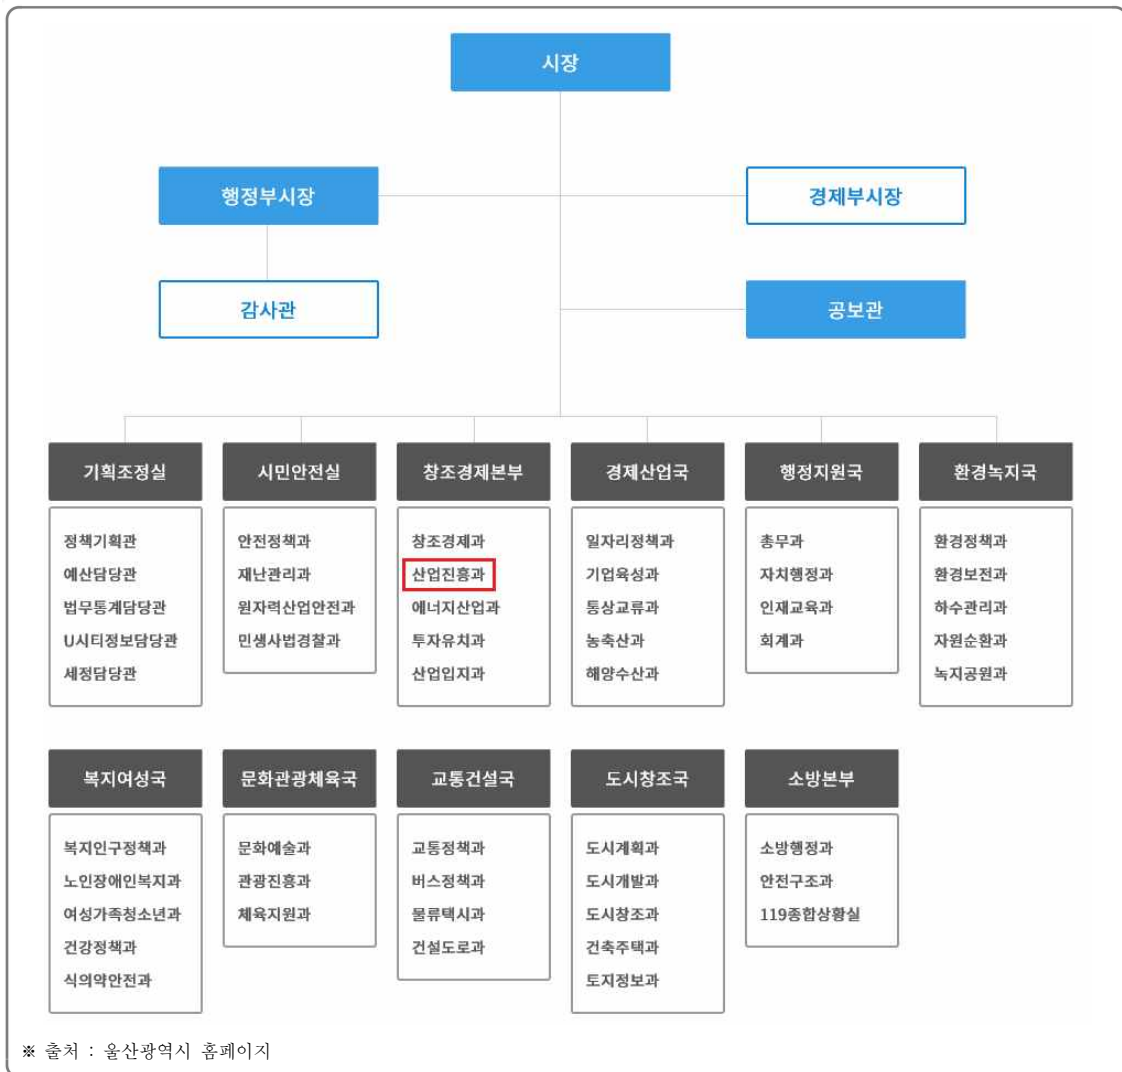 시장
행정부시장
경제부시장
감사관
공보관
기획조정실
정책기획관
예산담당관
법무통계담당관
U시티정보담당관
세정담당관
시민안전실
안전정책과
재난관리과
원자력산업안전과
민생사법경찰과
창조경제본부
창조경제과
산업진흥과
에너지산업과
투자유치과
산업입지과
경제산업국
일자리정책과
기업육성과
통상교류과
농축산과
해양수산과
행정지원국
총무과
자치행정과
인재교육과
회계과
환경녹지국
환경정책과
환경보전과
하수관리과
자원순환과
녹지공원과
복지여성국
복지인구정책과
노인장애인복지과
여성가족청소년과
건강정책과
식의약안전과
문화관광체육국
문화예술과
관광진흥과
체육지원과
교통건설국
교통정책과
버스정책과
물류택시과
건설도로과
도시창조국
도시계획과
도시개발과
도시창조과
건축주택과
토지정보과
소방본부
소방행정과
안전구조과
119종합상황실
※ 출처 : 울산광역시 홈페이지